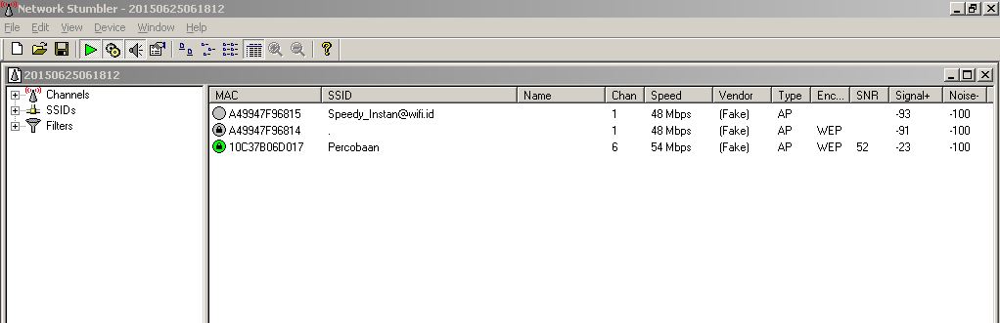 Network Stumbler - 20150625061812
File Edit View Device Window Help
20150625061812
Channels
SSIDs
Filters
MAC SSID Name Chan Speed Vendor Type Enc... SNR Signal+ Noise-
A49947F96815 Speedy_Instan@wifi.id 1 48 Mbps (Fake) AP -93 -100
A49947F96814 . 1 48 Mbps (Fake) AP WEP -91 -100
10C37B06D017 Percobaan 6 54 Mbps (Fake) AP WEP 52 -23 -100